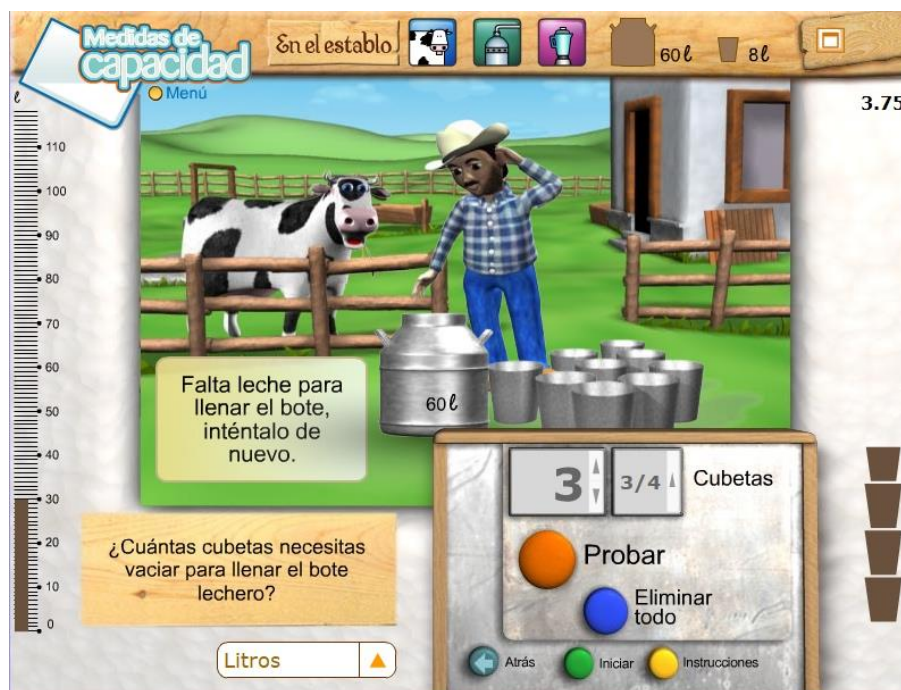 Medidas de
capacidad
En el establo
60 ℓ
8 ℓ
Menú
ℓ
3.75
110
100
90
80
70
60
50
40
30
20
10
0
60 ℓ
Falta leche para
llenar el bote,
inténtalo de
nuevo.
3
3/4
Cubetas
¿Cuántas cubetas necesitas
vaciar para llenar el bote
lechero?
Probar
Eliminar
todo
Litros
Atrás
Iniciar
Instrucciones